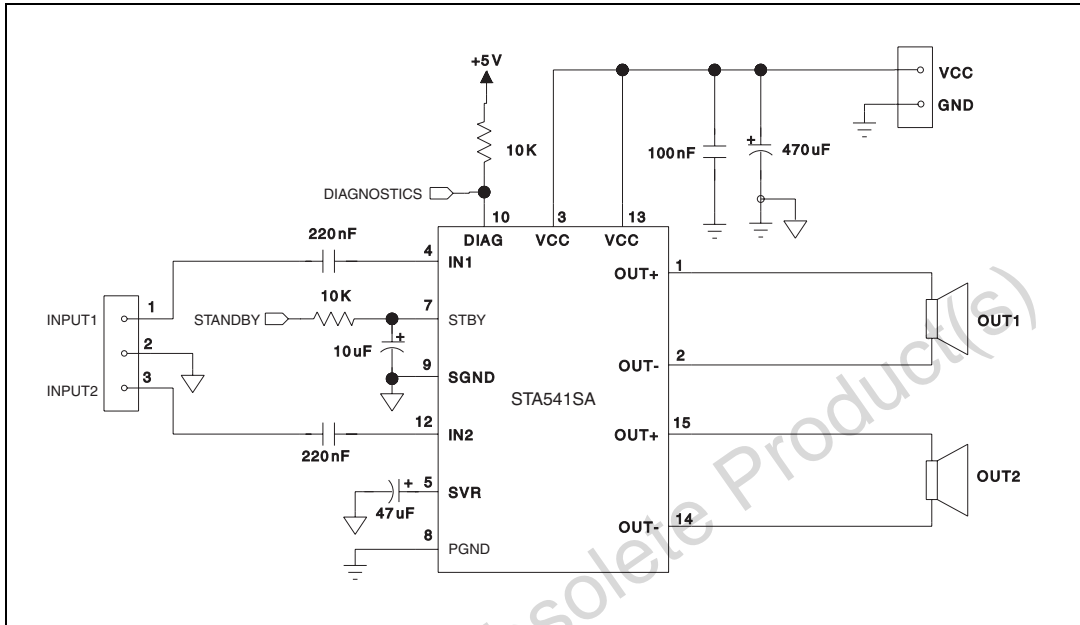 +5V
VCC
GND
10K
100nF
+
470uF
DIAGNOSTICS
10
3
13
220nF
DIAG
VCC
VCC
4
IN1
OUT+
1
10K
1
7
INPUT1
STANDBY
STBY
OUT1
2
10uF
+
3
9
OUT-
2
INPUT2
SGND
STA541SA
12
IN2
OUT+
15
220nF
OUT2
+
5
SVR
47uF
OUT-
14
8
PGND
solete Product(s)